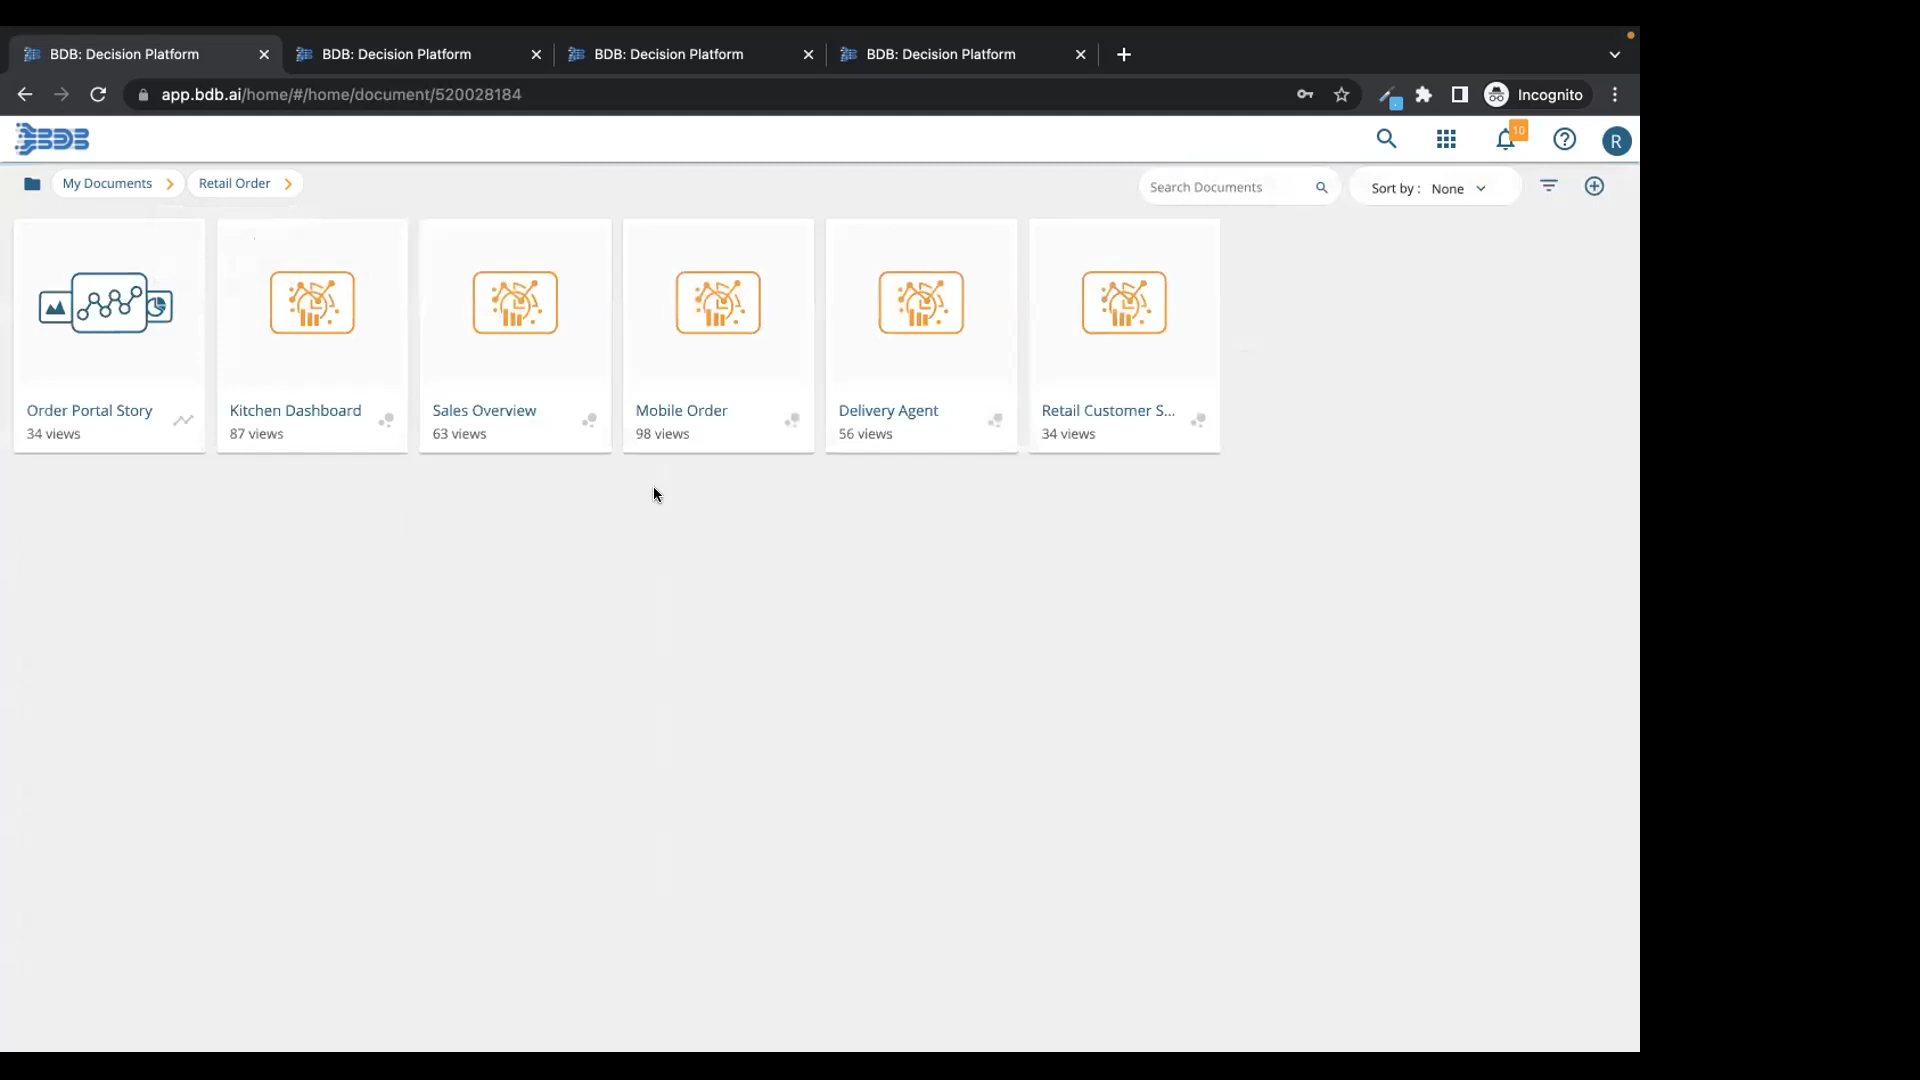 BDB: Decision Platform
BDB: Decision Platform
BDB: Decision Platform
BDB: Decision Platform
app.bdb.ai/home/#/home/document/520028184
Incognito
BDB
10
R
My Documents
Retail Order
Search Documents
Sort by : None
Order Portal Story
34 views
Kitchen Dashboard
87 views
Sales Overview
63 views
Mobile Order
98 views
Delivery Agent
56 views
Retail Customer S...
34 views